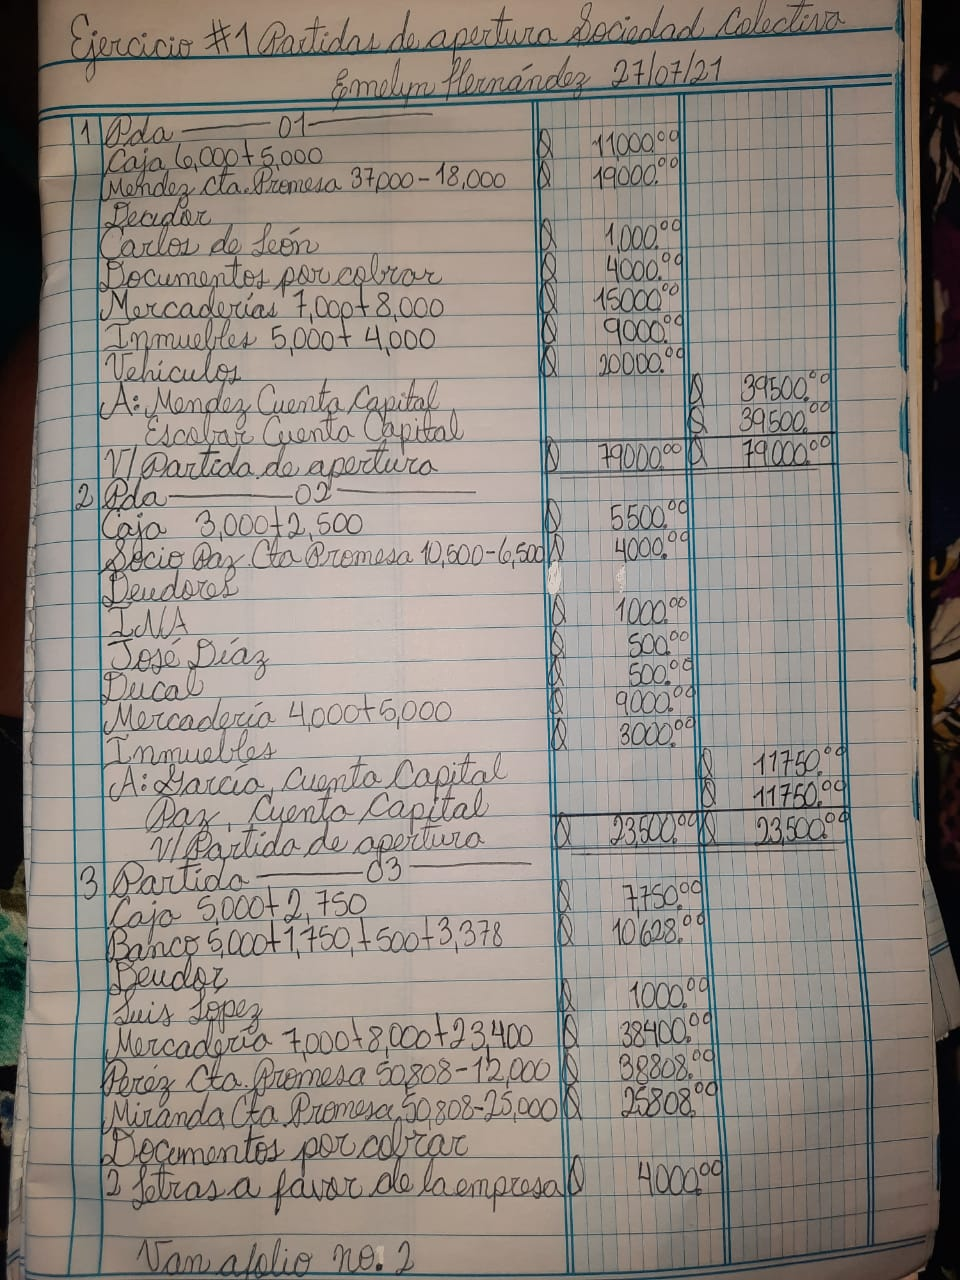 Ejercicio #1 Partidas de apertura Sociedad Colectiva
Emelyn Hernández 27/07/21
1 Pda 01
Caja 6,000+5,000 Q 11000.00
Mendez Cta. Promesa 37000-18,000 Q 19000.00
Deudor
Carlos de León Q 1,000.00
Documentos por cobrar Q 4000.00
Mercaderías 7,000+8,000 Q 15000.00
Inmuebles 5,000+4,000 Q 9000.00
Vehiculos Q 20000.00
A: Mendez Cuenta Capital Q 39500.00
Escobar Cuenta Capital Q 39500.00
V/Partida de apertura Q 79000.00 Q 79000.00
2 Pda 02
Caja 3,000+2,500 Q 5500.00
Socio Paz Cta Promesa 10,500-6,500 Q 4000.00
Deudores
INA Q 1000.00
José Díaz Q 500.00
Ducal Q 500.00
Mercadería 4,000+5,000 Q 9000.00
Inmuebles Q 3000.00
A: García, Cuenta Capital Q 11750.00
Paz, Cuenta Capital Q 11750.00
V/Partida de apertura Q 23,500.00 Q 23,500.00
3 Partida 03
Caja 5,000+2,750 Q 7,750.00
Banco 5,000+1,750,+500+3,378 Q 10628.00
Deudor
Luis Lopez Q 1000.00
Mercadería 7,000+8,000+23,400 Q 38400.00
Peréz Cta. Promesa 50,808-12,000 Q 38808.00
Miranda Cta Promesa 50,808-25,000 Q 25808.00
Documentos por cobrar
2 letras a favor de la empresa Q 4000.00
Van a folio no. 2